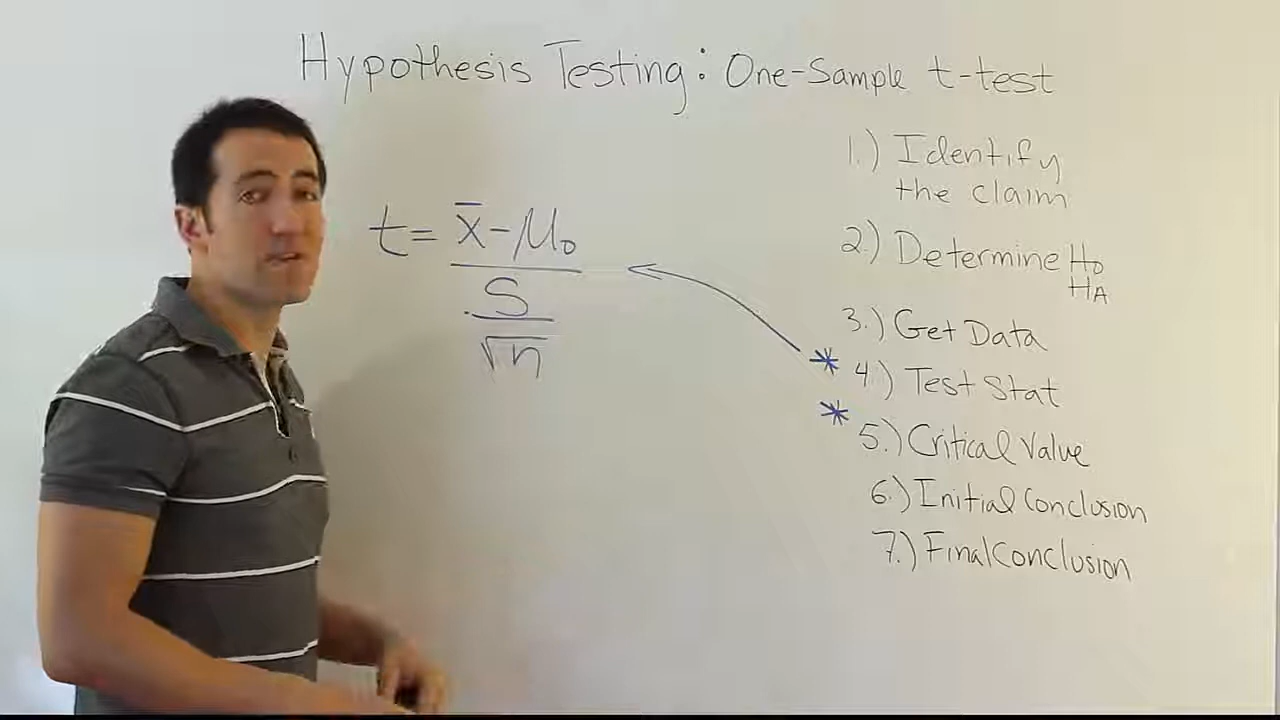 Hypothesis Testing: One-Sample t-test
t = x̄ - μ₀
S
√n
1.) Identify
the claim
2.) Determine H₀
H_A
3.) Get Data
* 4.) Test Stat
* 5.) Critical Value
6.) Initial Conclusion
7.) Final Conclusion